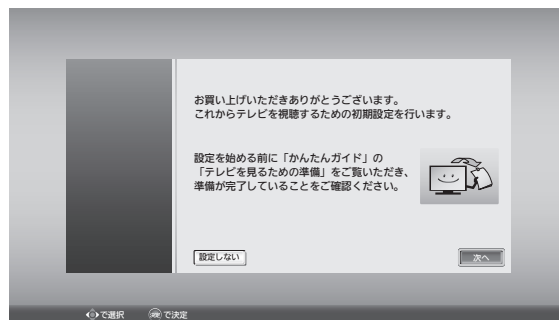 お買い上げいただきありがとうございます。
これからテレビを視聴するための初期設定を行います。
設定を始める前に「かんたんガイド」の
「テレビを見るための準備」をご覧いただき、
準備が完了していることをご確認ください。
設定しない
次へ
で選択
決定 で決定